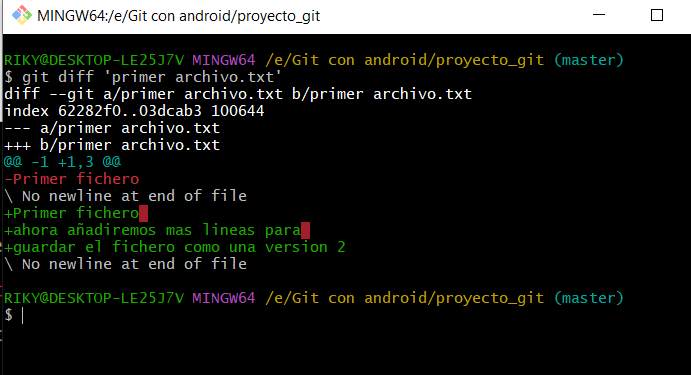 MINGW64:/e/Git con android/proyecto_git
RIKY@DESKTOP-LE25J7V MINGW64 /e/Git con android/proyecto_git (master)
$ git diff 'primer archivo.txt'
diff --git a/primer archivo.txt b/primer archivo.txt
index 62282f0..03dcab3 100644
--- a/primer archivo.txt
+++ b/primer archivo.txt
@@ -1 +1,3 @@
-Primer fichero
\ No newline at end of file
+Primer fichero
+ahora añadiremos mas lineas para
+guardar el fichero como una version 2
\ No newline at end of file
RIKY@DESKTOP-LE25J7V MINGW64 /e/Git con android/proyecto_git (master)
$